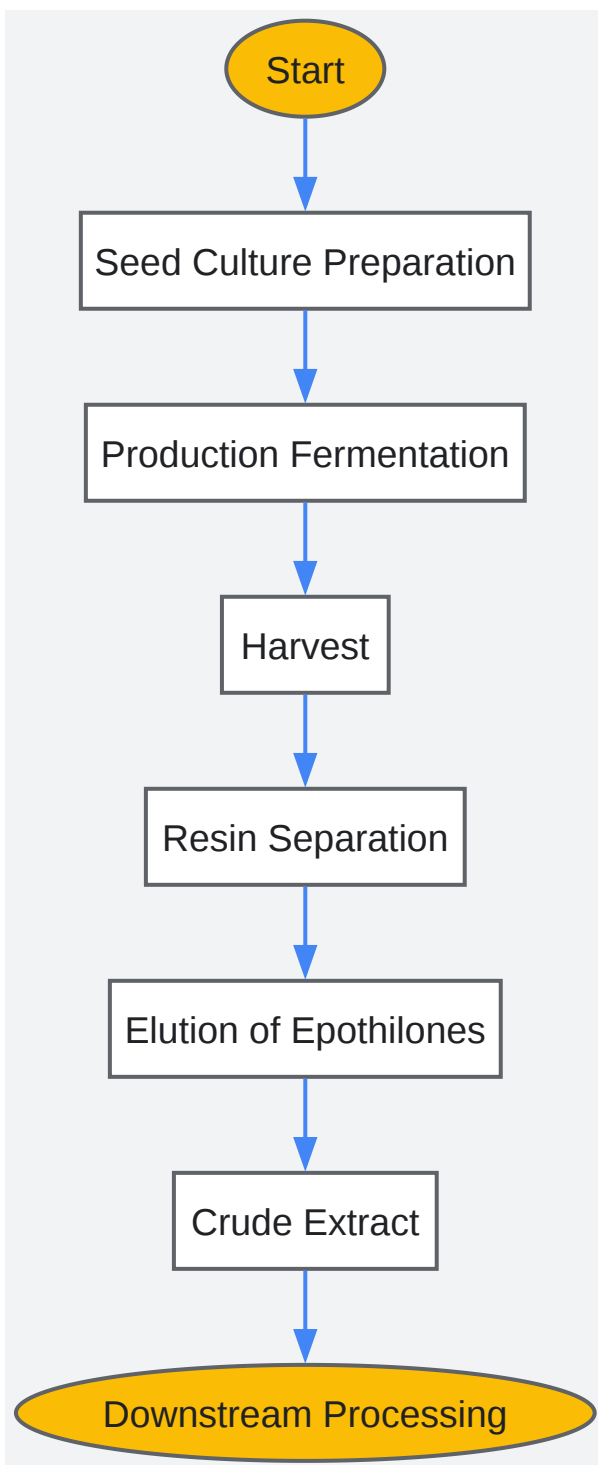 Start
Seed Culture Preparation
Production Fermentation
Harvest
Resin Separation
Elution of Epothilones
Crude Extract
Downstream Processing